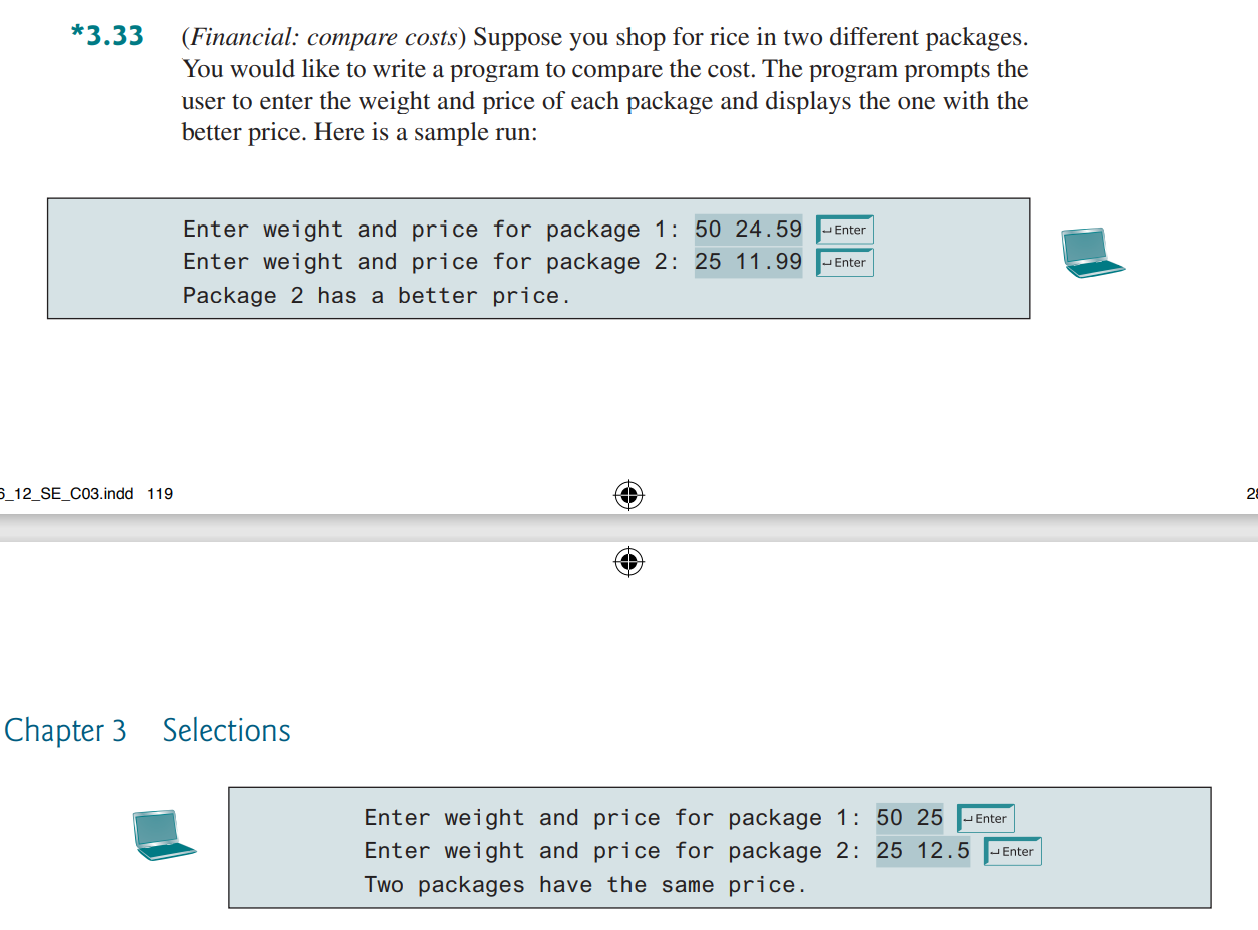 *3.33 (Financial: compare costs) Suppose you shop for rice in two different packages.
You would like to write a program to compare the cost. The program prompts the
user to enter the weight and price of each package and displays the one with the
better price. Here is a sample run:
Enter weight and price for package 1: 50 24.59 ↵Enter
Enter weight and price for package 2: 25 11.99 ↵Enter
Package 2 has a better price.
6_12_SE_C03.indd 119
Chapter 3 Selections
Enter weight and price for package 1: 50 25 ↵Enter
Enter weight and price for package 2: 25 12.5 ↵Enter
Two packages have the same price.